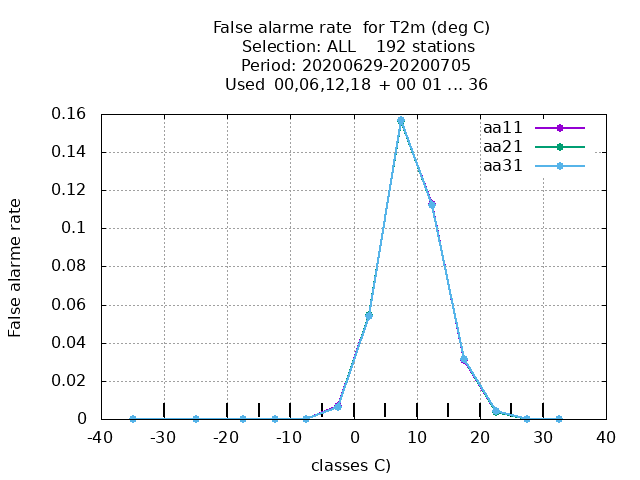 False alarme rate  for T2m (deg C)
Selection: ALL    192 stations
Period: 20200629-20200705
Used  00,06,12,18  + 00 01 ... 36
0.16
0.14
0.12
0.1
0.08
0.06
0.04
0.02
0
False alarme rate
aa11
aa21
aa31
-40 -30 -20 -10 0 10 20 30 40
classes C)